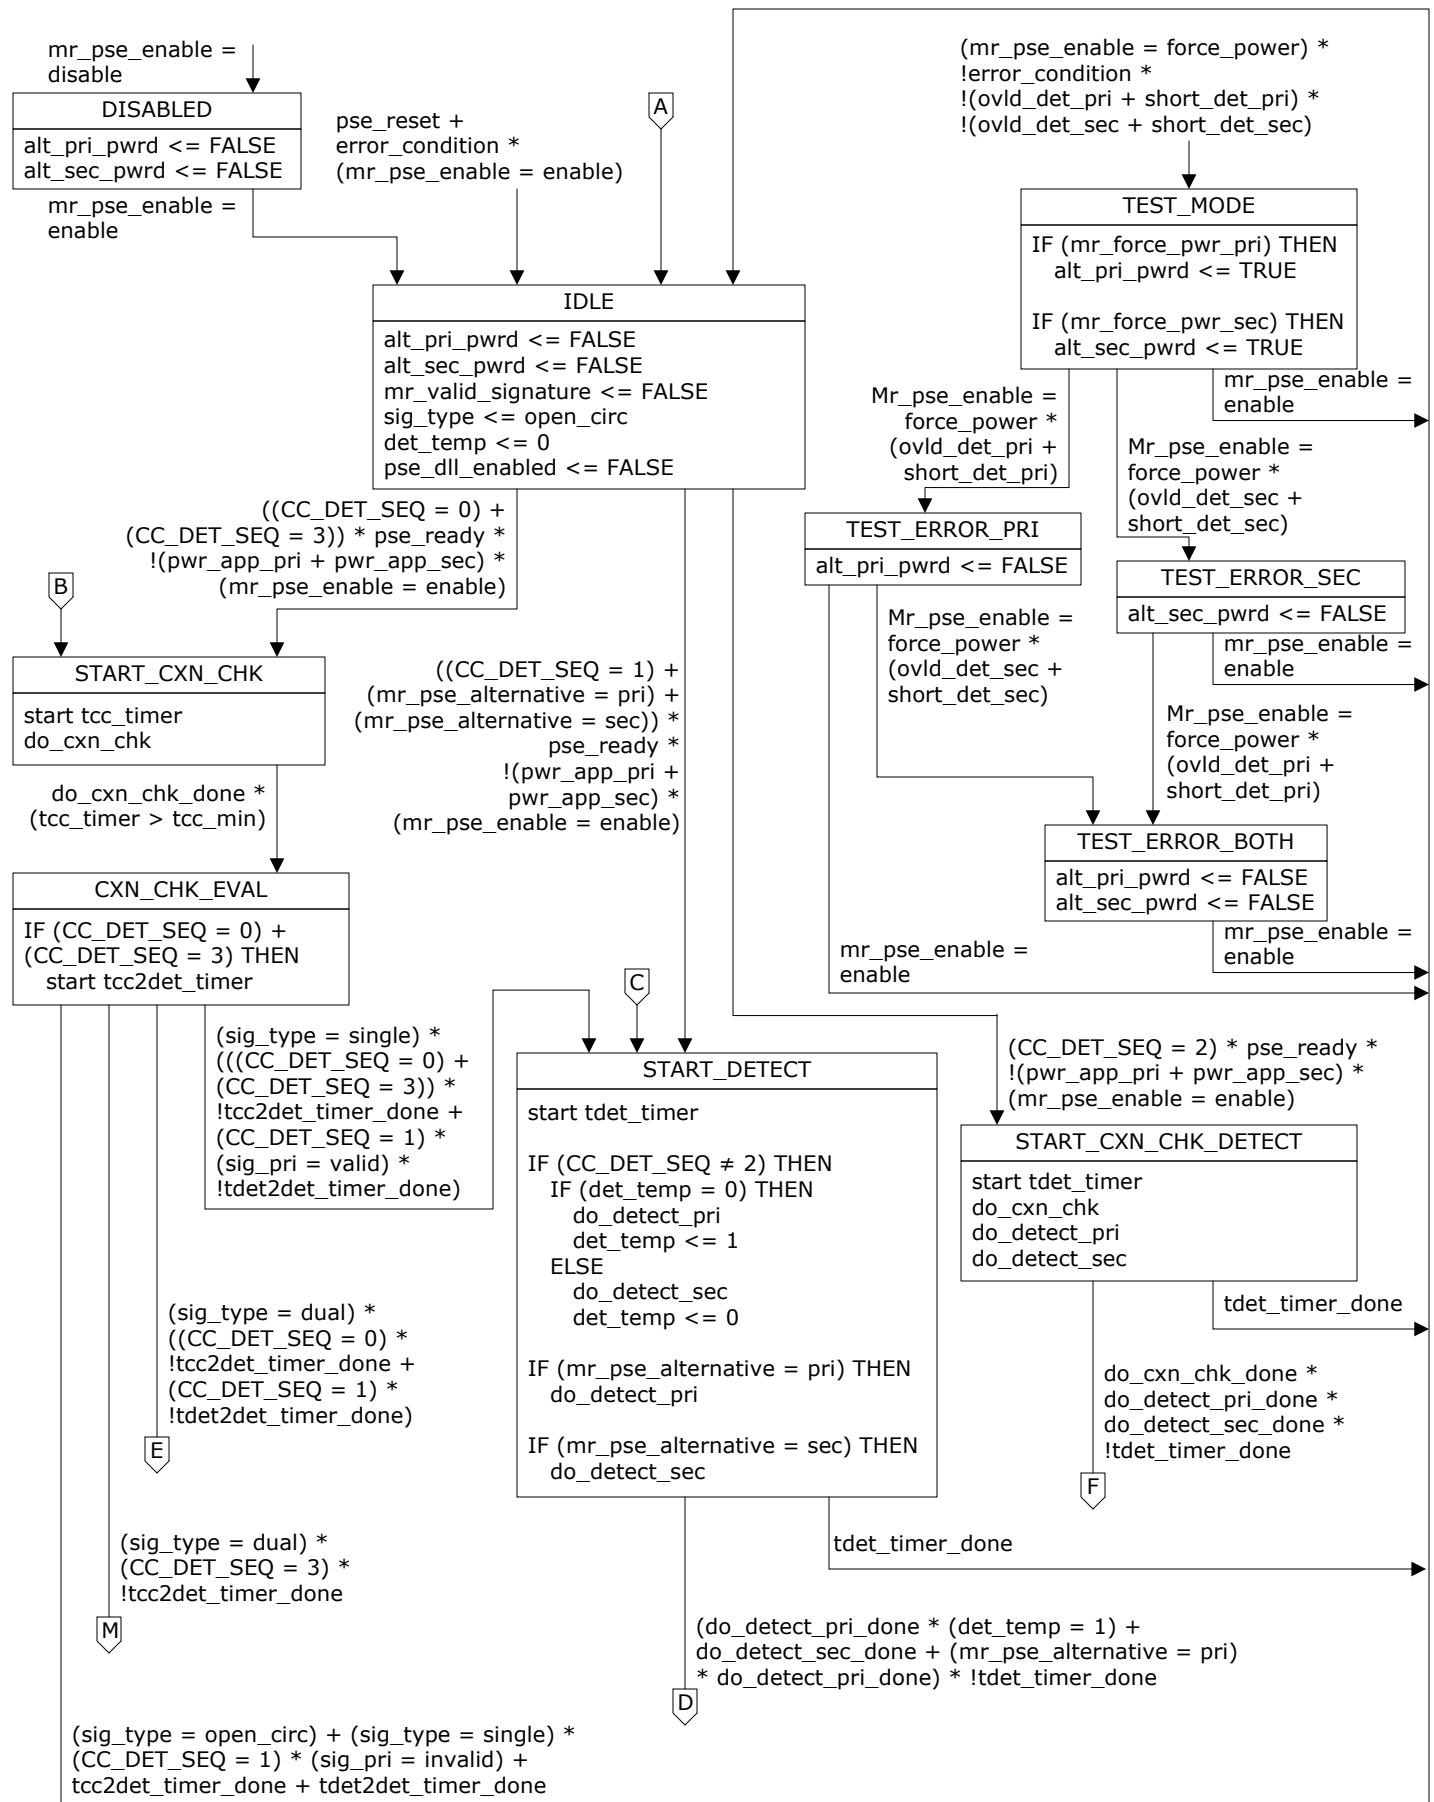 mr_pse_enable =
disable
DISABLED
alt_pri_pwrd <= FALSE
alt_sec_pwrd <= FALSE
mr_pse_enable =
enable
pse_reset +
error_condition *
(mr_pse_enable = enable)
A
(mr_pse_enable = force_power) *
!error_condition *
!(ovld_det_pri + short_det_pri) *
!(ovld_det_sec + short_det_sec)
TEST_MODE
IF (mr_force_pwr_pri) THEN
alt_pri_pwrd <= TRUE
IF (mr_force_pwr_sec) THEN
alt_sec_pwrd <= TRUE
mr_pse_enable =
enable
IDLE
alt_pri_pwrd <= FALSE
alt_sec_pwrd <= FALSE
mr_valid_signature <= FALSE
sig_type <= open_circ
det_temp <= 0
pse_dll_enabled <= FALSE
Mr_pse_enable =
force_power *
(ovld_det_pri +
short_det_pri)
Mr_pse_enable =
force_power *
(ovld_det_sec +
short_det_sec)
TEST_ERROR_PRI
alt_pri_pwrd <= FALSE
TEST_ERROR_SEC
alt_sec_pwrd <= FALSE
mr_pse_enable =
enable
Mr_pse_enable =
force_power *
(ovld_det_sec +
short_det_sec)
Mr_pse_enable =
force_power *
(ovld_det_pri +
short_det_pri)
TEST_ERROR_BOTH
alt_pri_pwrd <= FALSE
alt_sec_pwrd <= FALSE
mr_pse_enable =
enable
mr_pse_enable =
enable
((CC_DET_SEQ = 0) +
(CC_DET_SEQ = 3)) * pse_ready *
!(pwr_app_pri + pwr_app_sec) *
(mr_pse_enable = enable)
B
START_CXN_CHK
start tcc_timer
do_cxn_chk
((CC_DET_SEQ = 1) +
(mr_pse_alternative = pri) +
(mr_pse_alternative = sec)) *
pse_ready *
!(pwr_app_pri +
pwr_app_sec) *
(mr_pse_enable = enable)
do_cxn_chk_done *
(tcc_timer > tcc_min)
CXN_CHK_EVAL
IF (CC_DET_SEQ = 0) +
(CC_DET_SEQ = 3) THEN
start tcc2det_timer
C
(sig_type = single) *
(((CC_DET_SEQ = 0) +
(CC_DET_SEQ = 3)) *
!tcc2det_timer_done +
(CC_DET_SEQ = 1) *
(sig_pri = valid) *
!tdet2det_timer_done)
START_DETECT
start tdet_timer
IF (CC_DET_SEQ ≠ 2) THEN
IF (det_temp = 0) THEN
do_detect_pri
det_temp <= 1
ELSE
do_detect_sec
det_temp <= 0
IF (mr_pse_alternative = pri) THEN
do_detect_pri
IF (mr_pse_alternative = sec) THEN
do_detect_sec
(CC_DET_SEQ = 2) * pse_ready *
!(pwr_app_pri + pwr_app_sec) *
(mr_pse_enable = enable)
START_CXN_CHK_DETECT
start tdet_timer
do_cxn_chk
do_detect_pri
do_detect_sec
tdet_timer_done
do_cxn_chk_done *
do_detect_pri_done *
do_detect_sec_done *
!tdet_timer_done
F
(sig_type = dual) *
((CC_DET_SEQ = 0) *
!tcc2det_timer_done +
(CC_DET_SEQ = 1) *
!tdet2det_timer_done)
E
(sig_type = dual) *
(CC_DET_SEQ = 3) *
!tcc2det_timer_done
M
tdet_timer_done
(do_detect_pri_done * (det_temp = 1) +
do_detect_sec_done + (mr_pse_alternative = pri)
* do_detect_pri_done) * !tdet_timer_done
D
(sig_type = open_circ) + (sig_type = single) *
(CC_DET_SEQ = 1) * (sig_pri = invalid) +
tcc2det_timer_done + tdet2det_timer_done